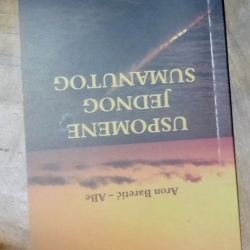 USPOMENE
JEDNOG
SUMANUTOG
Aron Baretić – ABe